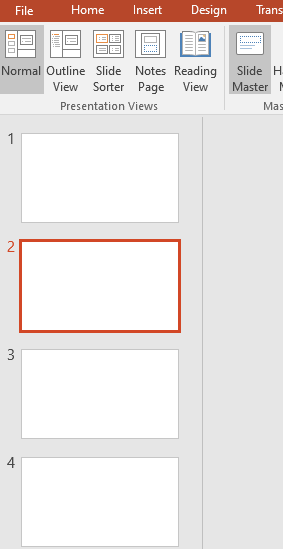 File Home Insert Design Trans
Normal Outline View Slide Sorter Notes Page Reading View Slide Master
Presentation Views Mas
1
2
3
4